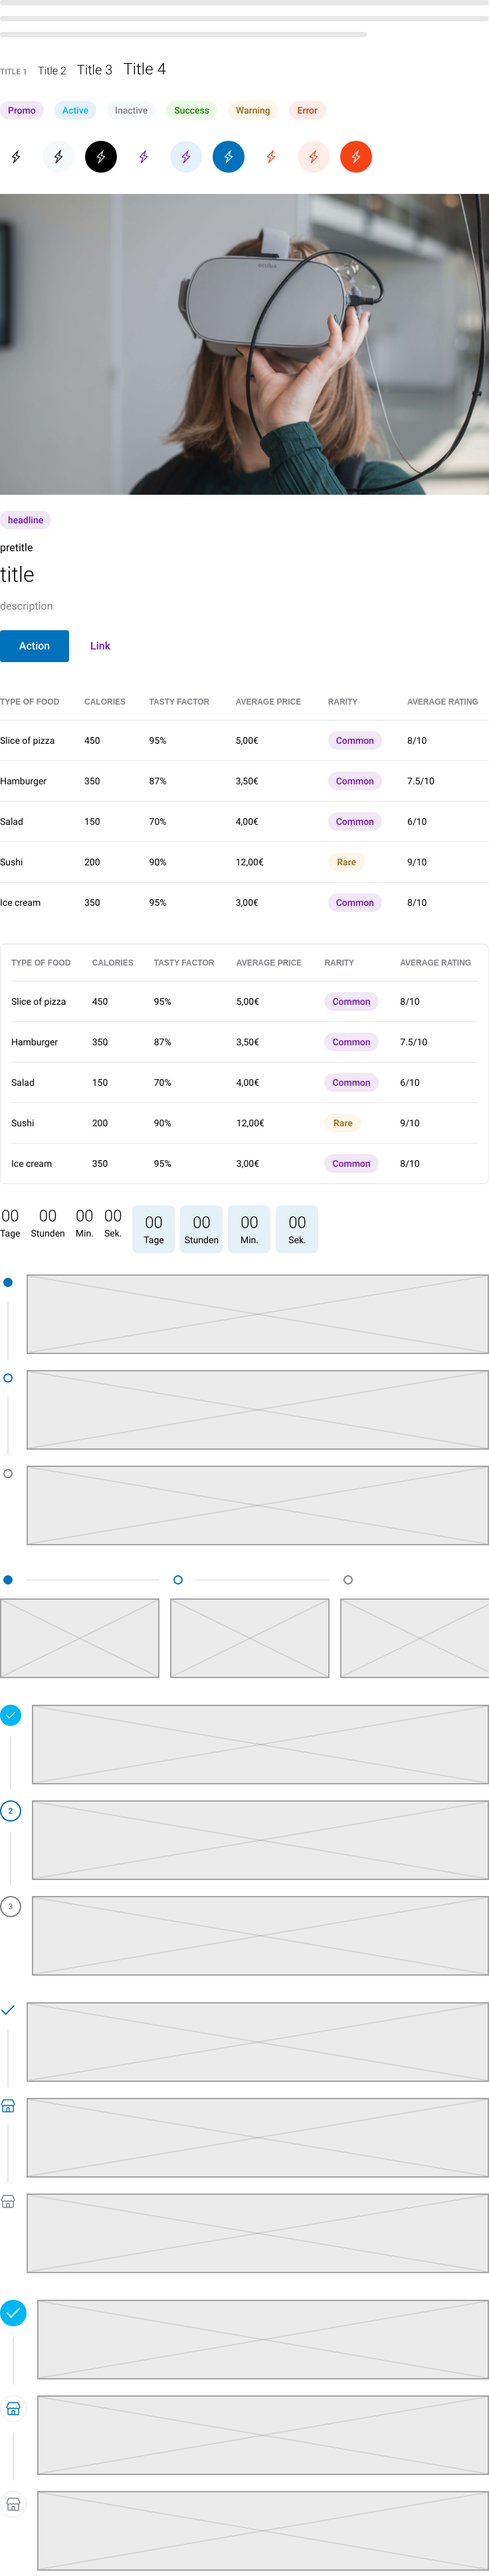 TITLE 1 Title 2 Title 3 Title 4
Promo Active Inactive Success Warning Error
oculus
headline
pretitle
title
description
Action Link
TYPE OF FOOD CALORIES TASTY FACTOR AVERAGE PRICE RARITY AVERAGE RATING
Slice of pizza 450 95% 5,00€ Common 8/10
Hamburger 350 87% 3,50€ Common 7.5/10
Salad 150 70% 4,00€ Common 6/10
Sushi 200 90% 12,00€ Rare 9/10
Ice cream 350 95% 3,00€ Common 8/10
TYPE OF FOOD CALORIES TASTY FACTOR AVERAGE PRICE RARITY AVERAGE RATING
Slice of pizza 450 95% 5,00€ Common 8/10
Hamburger 350 87% 3,50€ Common 7.5/10
Salad 150 70% 4,00€ Common 6/10
Sushi 200 90% 12,00€ Rare 9/10
Ice cream 350 95% 3,00€ Common 8/10
00 00 00 00 00 00 00 00
Tage Stunden Min. Sek. Tage Stunden Min. Sek.
2
3